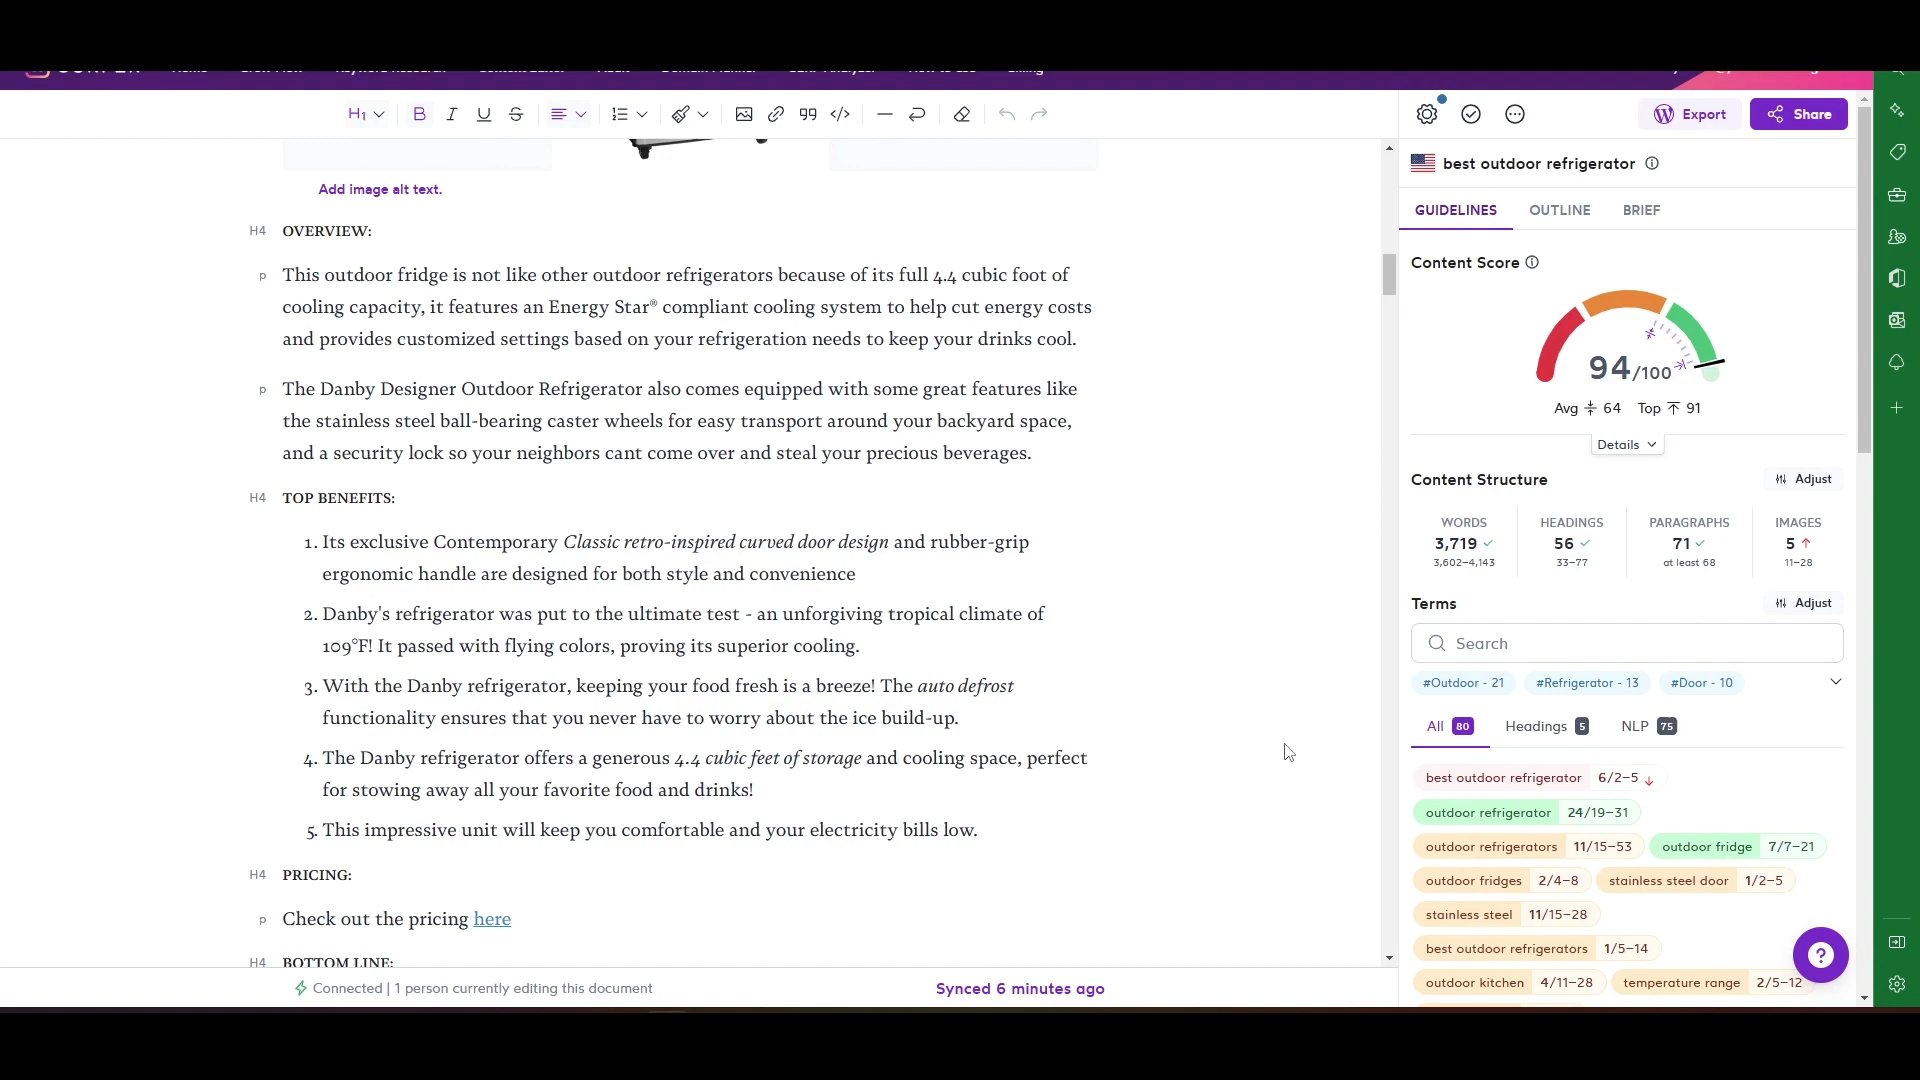 H1
Export
Share
Add image alt text.
H4 OVERVIEW:
p This outdoor fridge is not like other outdoor refrigerators because of its full 4.4 cubic foot of
cooling capacity, it features an Energy Star® compliant cooling system to help cut energy costs
and provides customized settings based on your refrigeration needs to keep your drinks cool.
p The Danby Designer Outdoor Refrigerator also comes equipped with some great features like
the stainless steel ball-bearing caster wheels for easy transport around your backyard space,
and a security lock so your neighbors cant come over and steal your precious beverages.
H4 TOP BENEFITS:
1. Its exclusive Contemporary Classic retro-inspired curved door design and rubber-grip
ergonomic handle are designed for both style and convenience
2. Danby's refrigerator was put to the ultimate test - an unforgiving tropical climate of
109°F! It passed with flying colors, proving its superior cooling.
3. With the Danby refrigerator, keeping your food fresh is a breeze! The auto defrost
functionality ensures that you never have to worry about the ice build-up.
4. The Danby refrigerator offers a generous 4.4 cubic feet of storage and cooling space, perfect
for stowing away all your favorite food and drinks!
5. This impressive unit will keep you comfortable and your electricity bills low.
H4 PRICING:
p Check out the pricing here
H4 BOTTOM LINE:
Connected | 1 person currently editing this document
Synced 6 minutes ago
best outdoor refrigerator
GUIDELINES OUTLINE BRIEF
Content Score
94/100
Avg 64 Top 91
Details
Content Structure Adjust
WORDS HEADINGS PARAGRAPHS IMAGES
3,719 56 71 5
3,602–4,143 33–77 at least 68 11–28
Terms Adjust
Search
#Outdoor - 21 #Refrigerator - 13 #Door - 10
All 80 Headings 5 NLP 75
best outdoor refrigerator 6/2–5
outdoor refrigerator 24/19–31
outdoor refrigerators 11/15–53 outdoor fridge 7/7–21
outdoor fridges 2/4–8 stainless steel door 1/2–5
stainless steel 11/15–28
best outdoor refrigerators 1/5–14
outdoor kitchen 4/11–28 temperature range 2/5–12